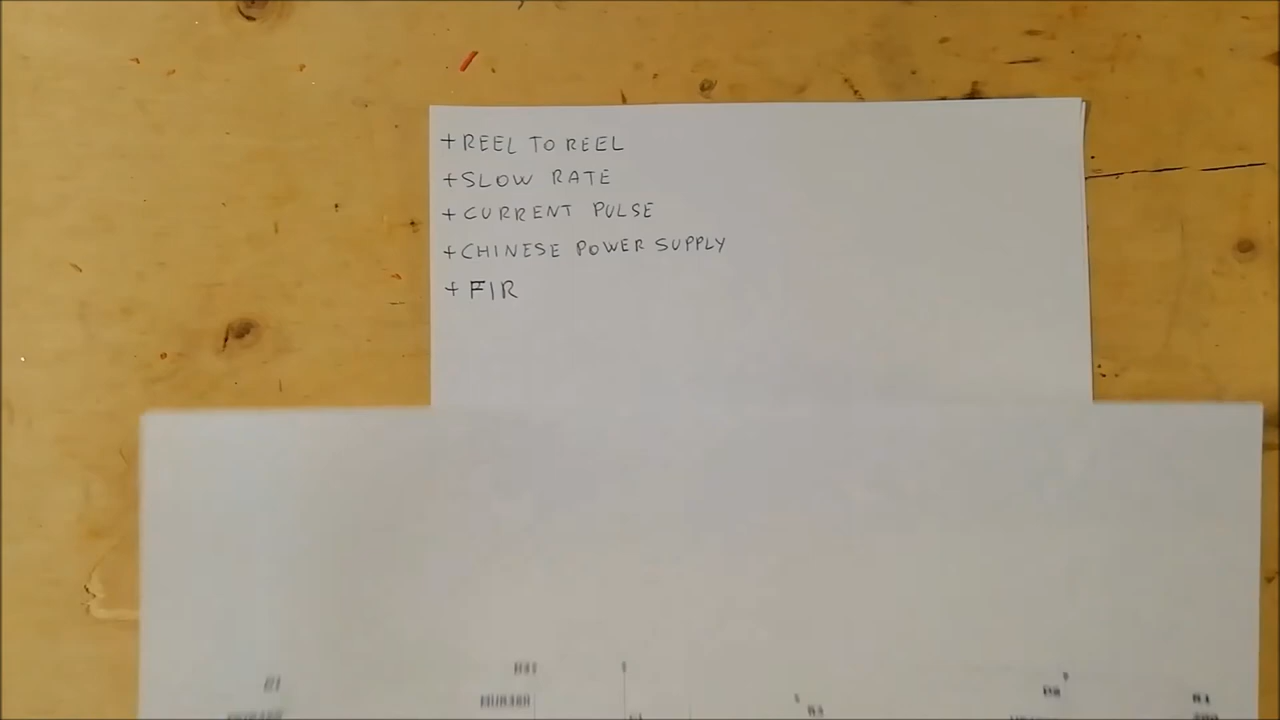 + REEL TO REEL
+ SLOW RATE
+ CURRENT PULSE
+ CHINESE POWER SUPPLY
+ FIR